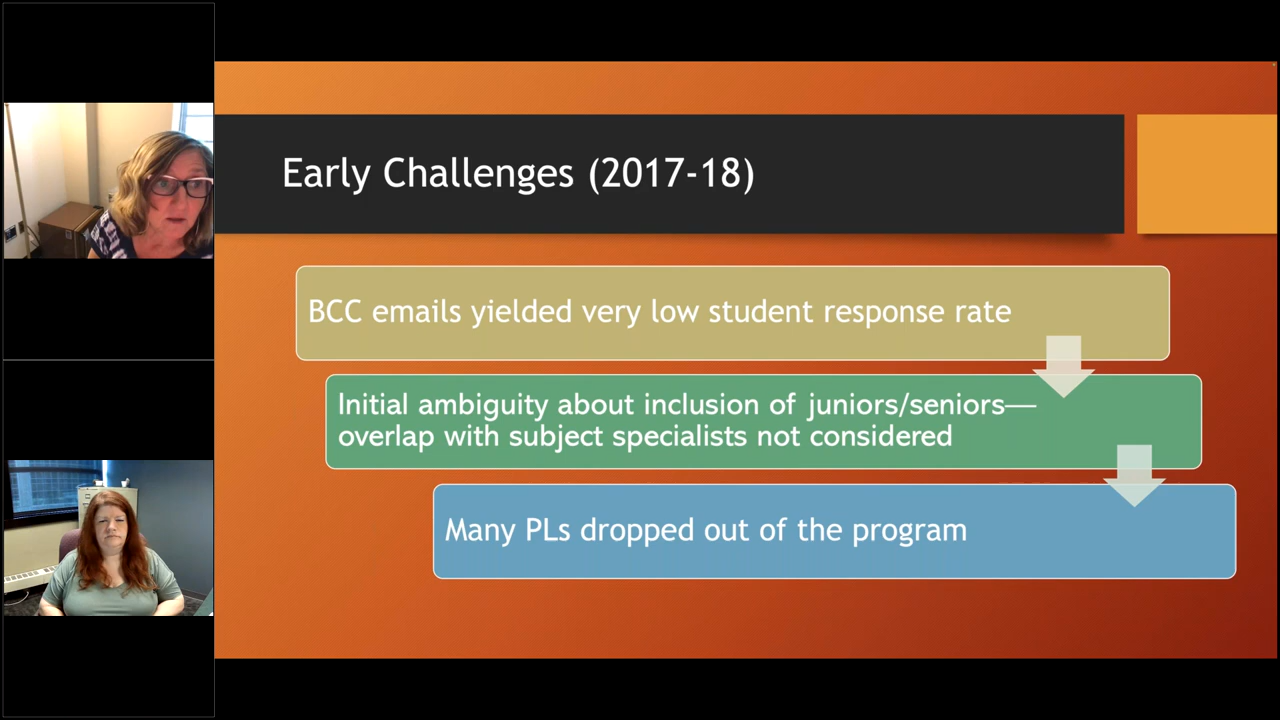 Early Challenges (2017-18)
BCC emails yielded very low student response rate
Initial ambiguity about inclusion of juniors/seniors—
overlap with subject specialists not considered
Many PLs dropped out of the program